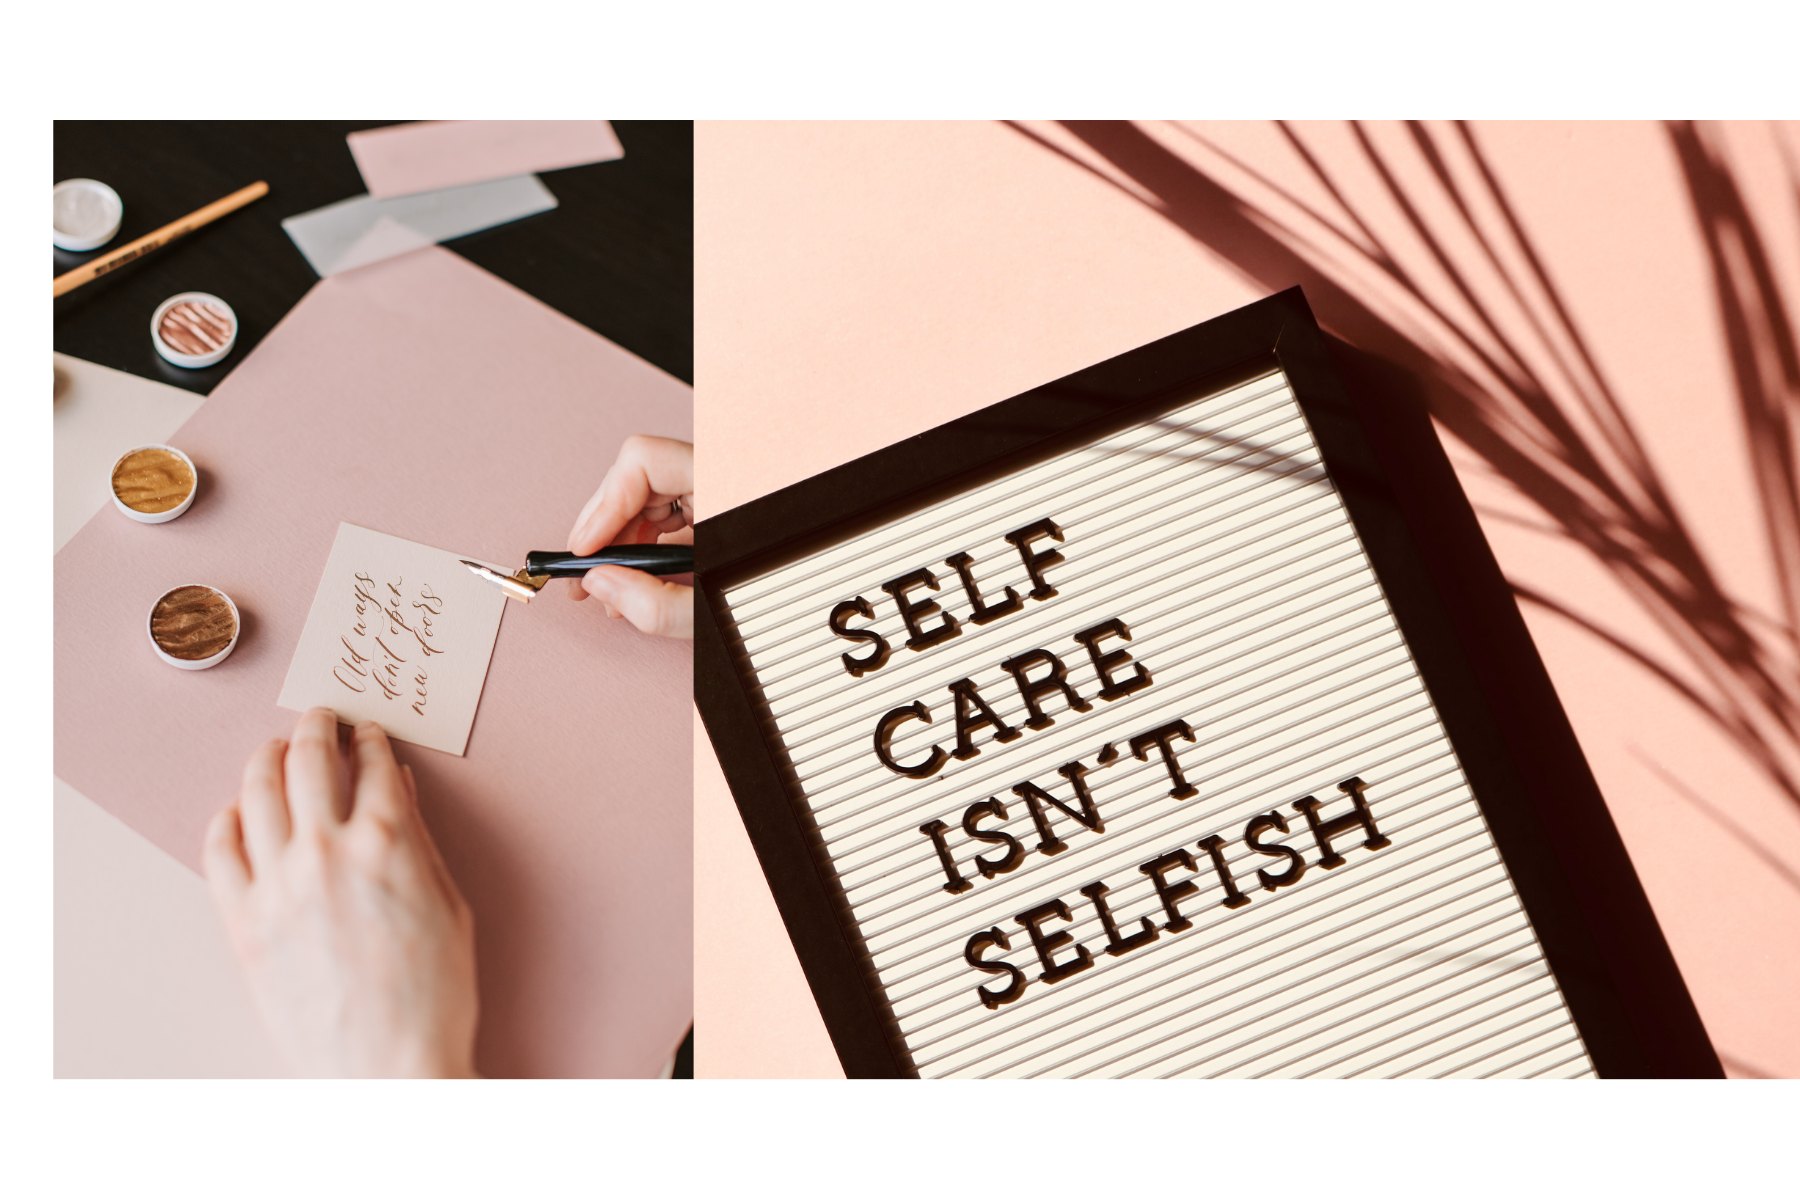 Old ways
don't open
new doors
SELF
CARE
ISN'T
SELFISH